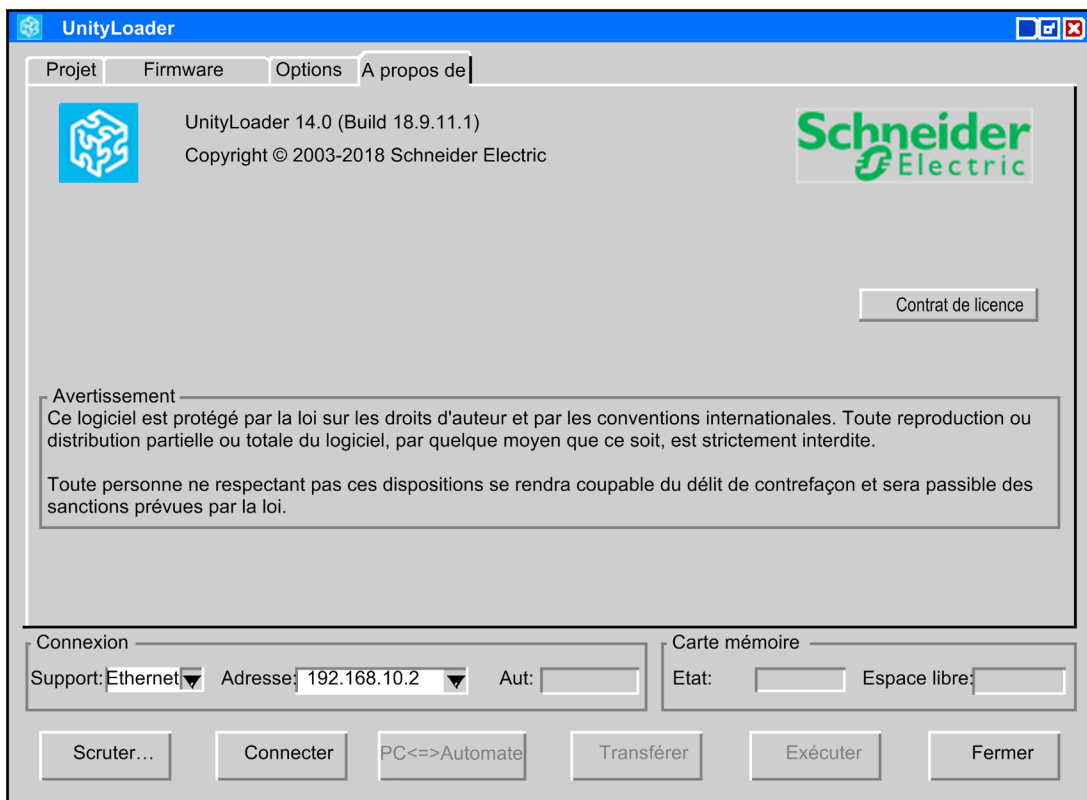 UnityLoader
Projet Firmware Options A propos de
UnityLoader 14.0 (Build 18.9.11.1)
Copyright © 2003-2018 Schneider Electric
Schneider
Electric
Contrat de licence
Avertissement
Ce logiciel est protégé par la loi sur les droits d'auteur et par les conventions internationales. Toute reproduction ou
distribution partielle ou totale du logiciel, par quelque moyen que ce soit, est strictement interdite.
Toute personne ne respectant pas ces dispositions se rendra coupable du délit de contrefaçon et sera passible des
sanctions prévues par la loi.
Connexion
Support: Ethernet Adresse: 192.168.10.2 Aut:
Carte mémoire
Etat: Espace libre:
Scruter... Connecter PC<=>Automate Transférer Exécuter Fermer